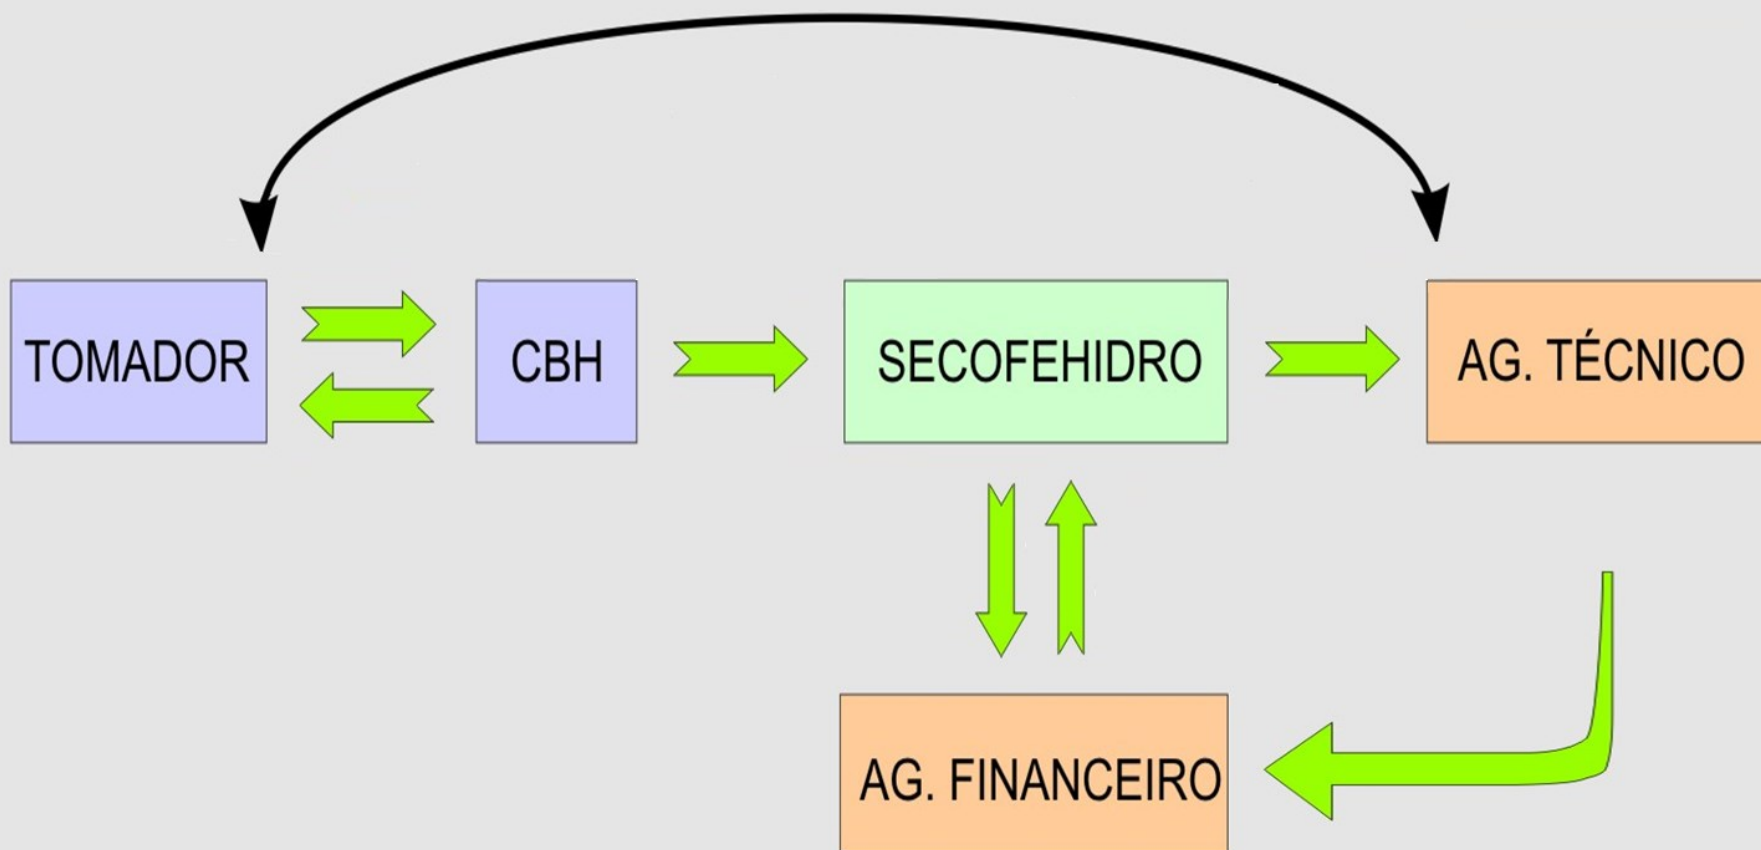 TOMADOR
CBH
SECOFEHIDRO
AG. TÉCNICO
AG. FINANCEIRO